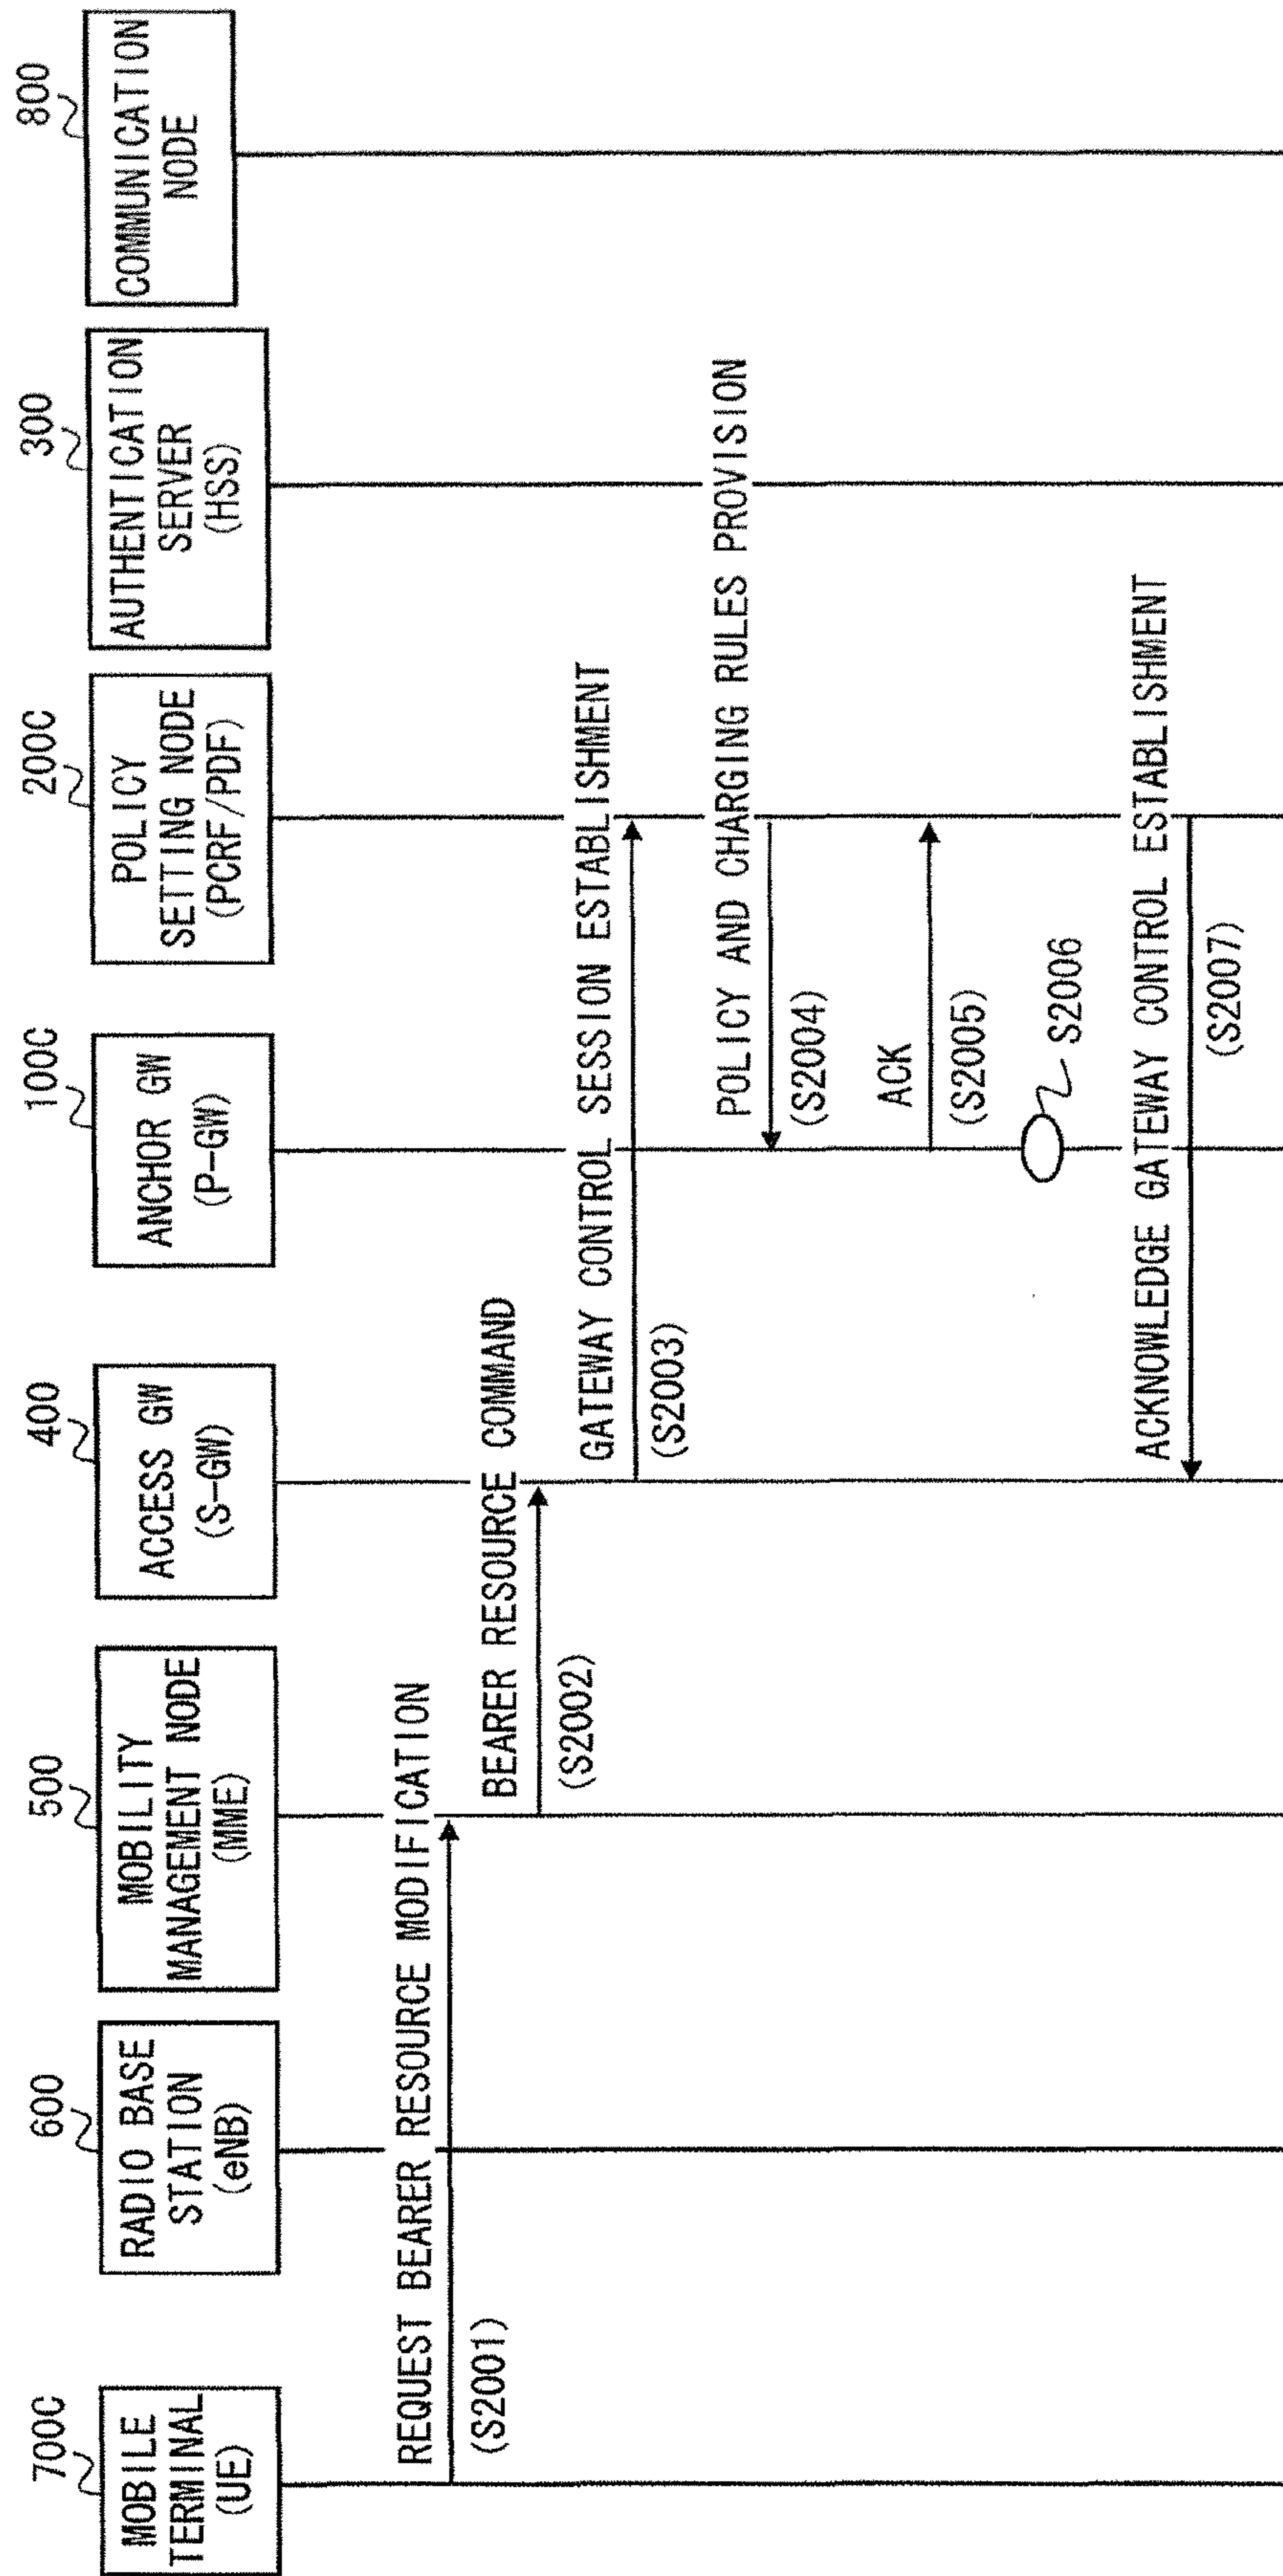 700C
MOBILE
TERMINAL
(UE)
600
RADIO BASE
STATION
(eNB)
500
MOBILITY
MANAGEMENT NODE
(MME)
400
ACCESS GW
(S-GW)
100C
ANCHOR GW
(P-GW)
200C
POLICY
SETTING NODE
(PCRF/PDF)
300
AUTHENTICATION
SERVER
(HSS)
800
COMMUNICATION
NODE
REQUEST BEARER RESOURCE MODIFICATION
(S2001)
BEARER RESOURCE COMMAND
(S2002)
GATEWAY CONTROL SESSION ESTABLISHMENT
(S2003)
POLICY AND CHARGING RULES PROVISION
(S2004)
ACK
(S2005)
S2006
ACKNOWLEDGE GATEWAY CONTROL ESTABLISHMENT
(S2007)